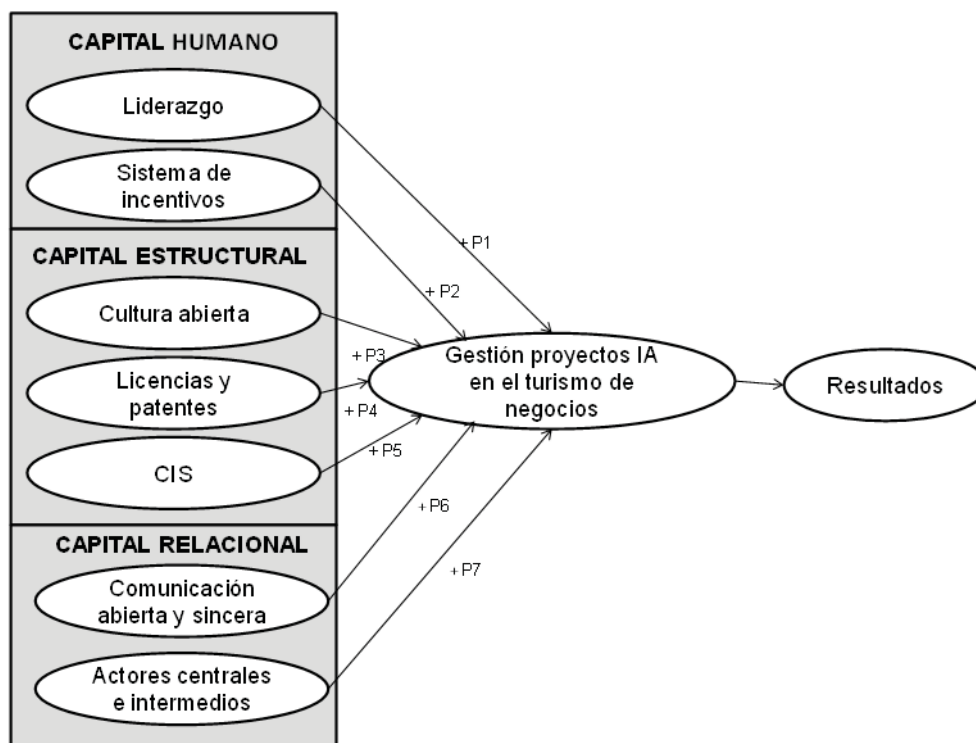 CAPITAL HUMANO
Liderazgo
Sistema de
incentivos
+ P1
+ P2
CAPITAL ESTRUCTURAL
Cultura abierta
+ P3
Licencias y
patentes
+ P4
CIS
+ P5
Gestión proyectos IA
en el turismo de
negocios
Resultados
CAPITAL RELACIONAL
Comunicación
abierta y sincera
+ P6
Actores centrales
e intermedios
+ P7